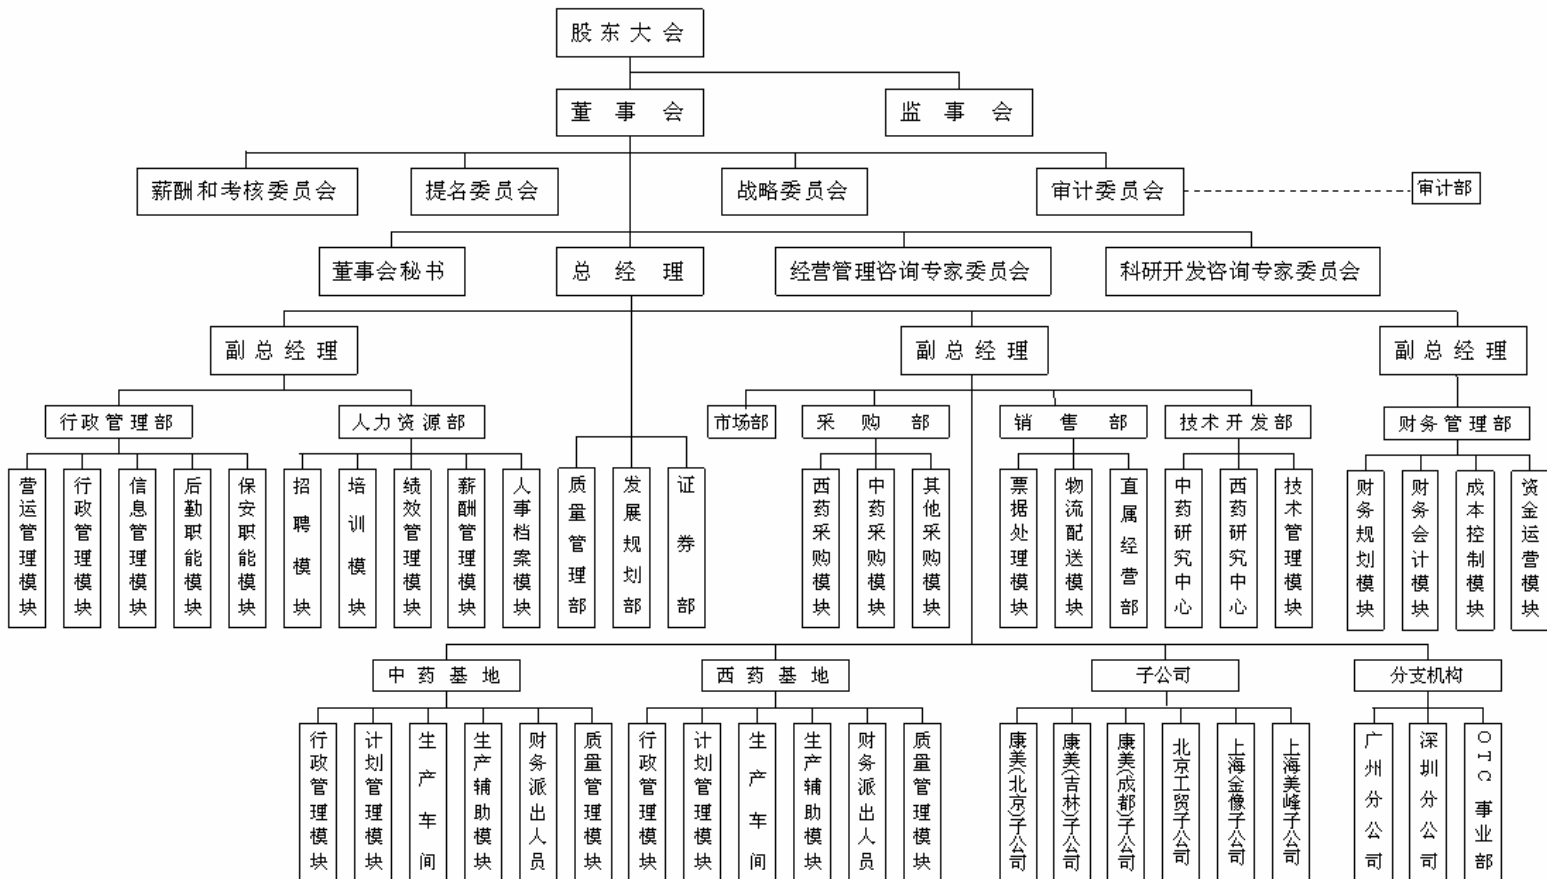 股东大会
董事会
监事会
薪酬和考核委员会
提名委员会
战略委员会
审计委员会
审计部
董事会秘书
总经理
经营管理咨询专家委员会
科研开发咨询专家委员会
副总经理
副总经理
副总经理
行政管理部
人力资源部
市场部
采购部
销售部
技术开发部
财务管理部
营运管理模块
行政管理模块
信息管理模块
后勤职能模块
保安职能模块
招聘模块
培训模块
绩效管理模块
薪酬管理模块
人事档案模块
质量管理部
发展规划部
证券部
西药采购模块
中药采购模块
其他采购模块
票据处理模块
物流配送模块
直属经营部
中药研究中心
西药研究中心
技术管理模块
财务规划模块
财务会计模块
成本控制模块
资金运营模块
中药基地
西药基地
子公司
分支机构
行政管理模块
计划管理模块
生产车间
生产辅助模块
财务派出人员
质量管理模块
行政管理模块
计划管理模块
生产车间
生产辅助模块
财务派出人员
质量管理模块
康美(北京)子公司
康美(吉林)子公司
康美(成都)子公司
北京工贸子公司
上海金像子公司
上海美峰子公司
广州分公司
深圳分公司
OTC事业部